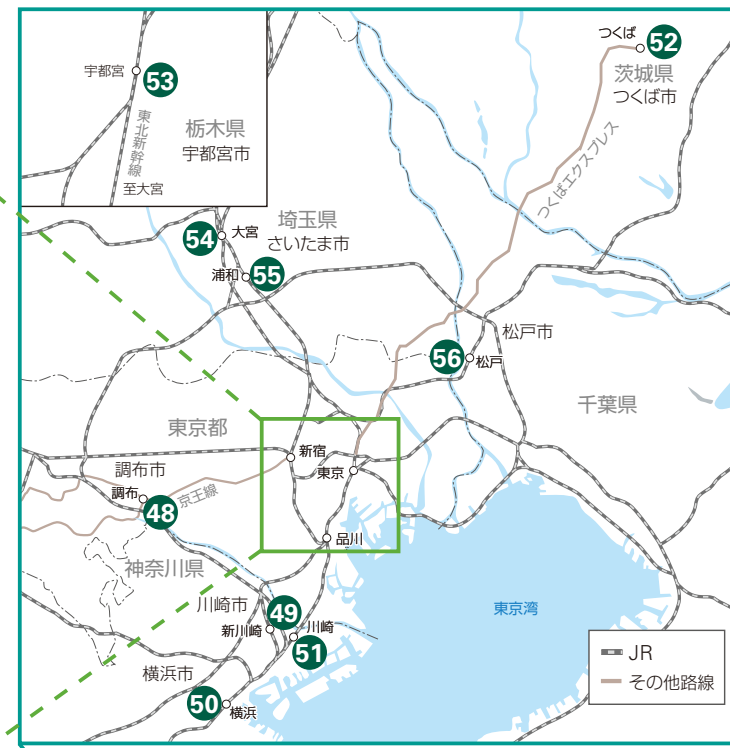 つくば
52
茨城県
つくば市
宇都宮
53
東北新幹線
栃木県
宇都宮市
至大宮
つくばエクスプレス
埼玉県
さいたま市
54
大宮
浦和
55
松戸市
56
松戸
千葉県
東京都
新宿
東京
調布市
調布
京王線
48
品川
神奈川県
川崎市
49
新川崎
川崎
51
東京湾
横浜市
50
横浜
JR
その他路線